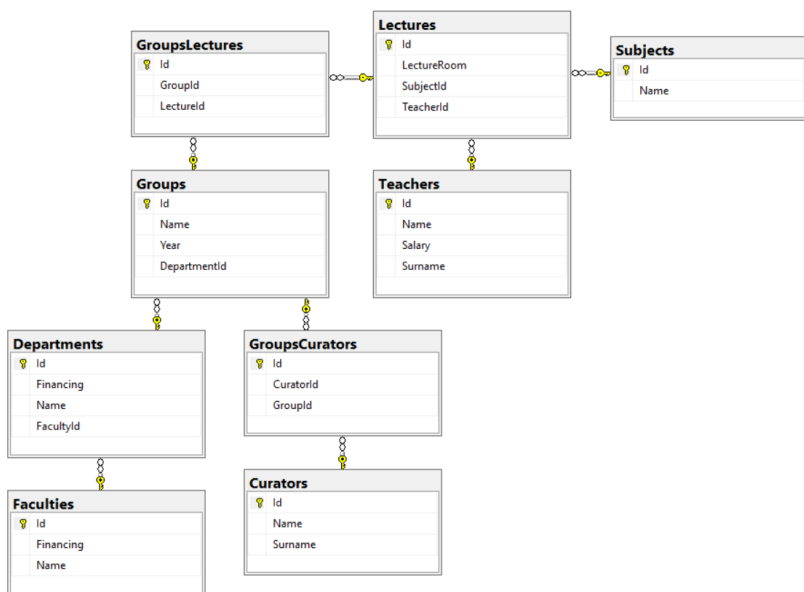 GroupsLectures
Id
GroupId
LectureId
Lectures
Id
LectureRoom
SubjectId
TeacherId
Subjects
Id
Name
Groups
Id
Name
Year
DepartmentId
Teachers
Id
Name
Salary
Surname
Departments
Id
Financing
Name
FacultyId
GroupsCurators
Id
CuratorId
GroupId
Faculties
Id
Financing
Name
Curators
Id
Name
Surname